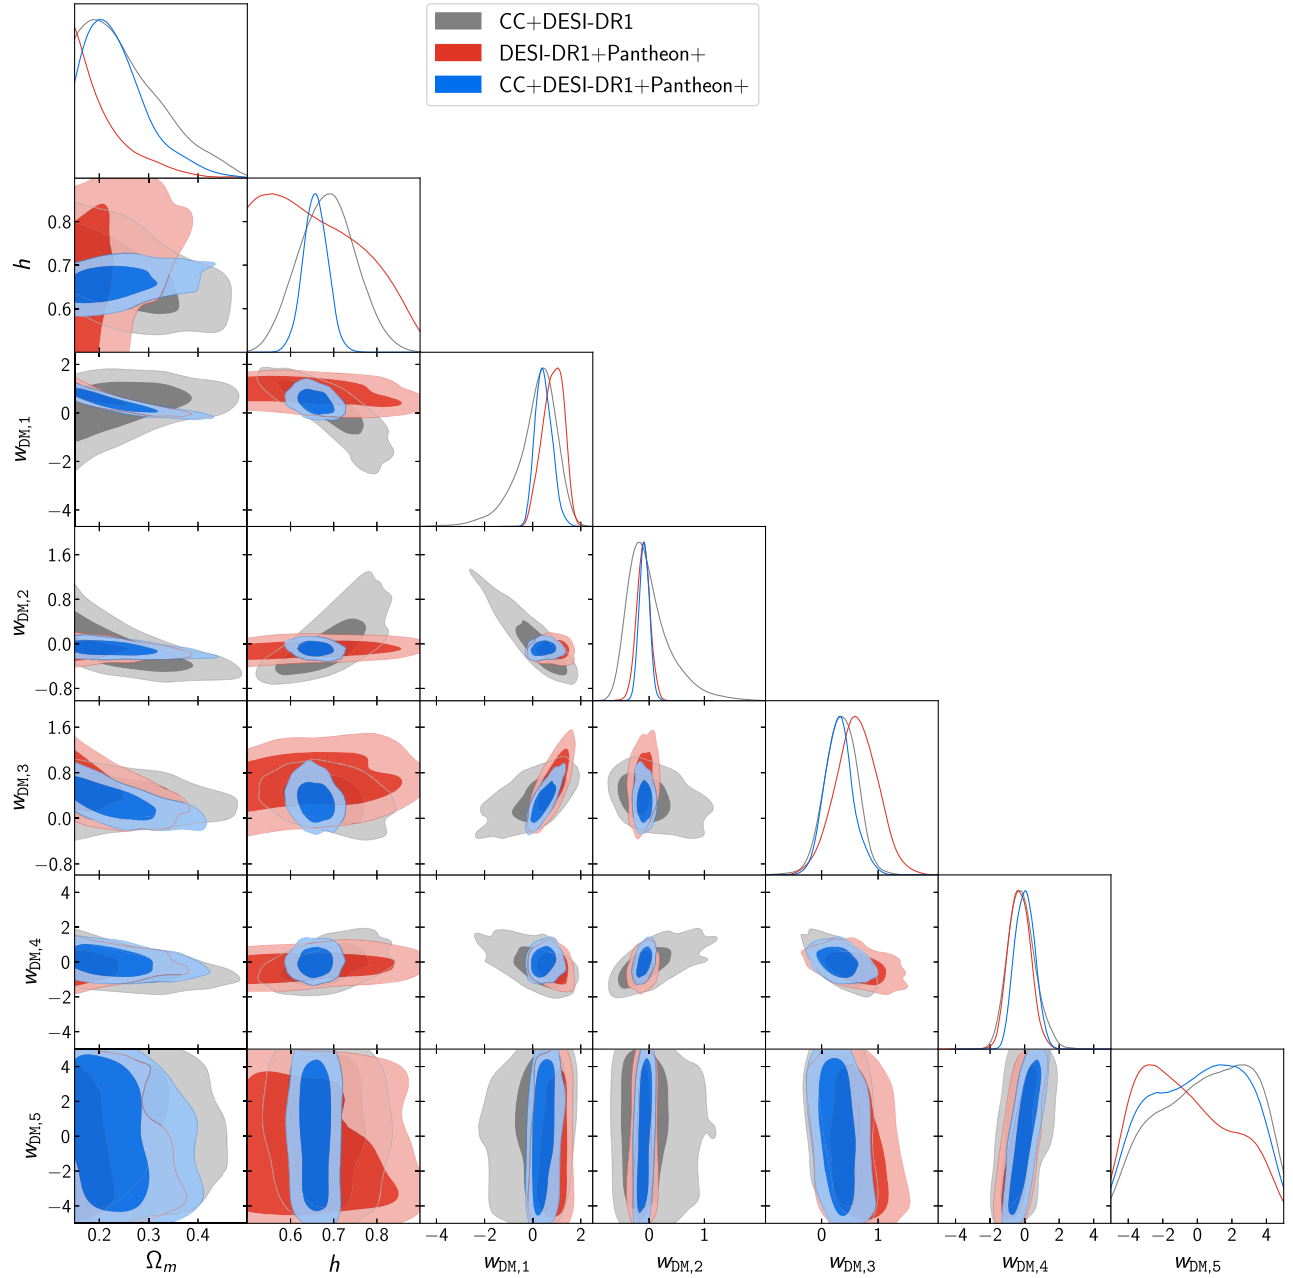 CC+DESI-DR1
DESI-DR1+Pantheon+
CC+DESI-DR1+Pantheon+
0.8
0.7
0.6
h
2
0
−2
−4
w_DM,1
1.6
0.8
0.0
−0.8
w_DM,2
1.6
0.8
0.0
−0.8
w_DM,3
4
2
0
−2
−4
w_DM,4
4
2
0
−2
−4
w_DM,5
0.2 0.3 0.4 0.6 0.7 0.8 −4 −2 0 2 0 1 0 1 −4 −2 0 2 4 −4 −2 0 2 4
Ω_m h w_DM,1 w_DM,2 w_DM,3 w_DM,4 w_DM,5